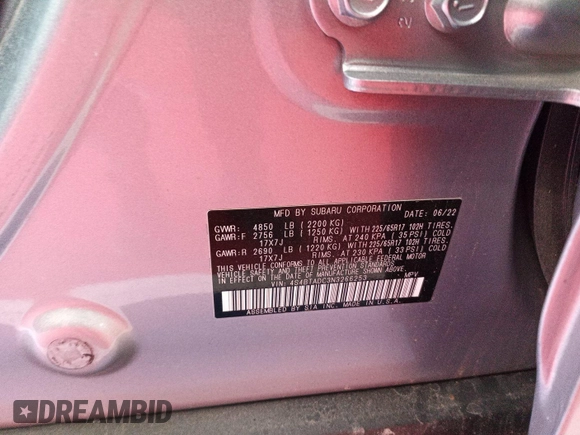 MFD BY SUBARU CORPORATION 06/22
GVWR: 4850 LB (2200 KG)
GAWR:F 2756 LB (1250 KG) WITH 225/65R17 102H TIRES.
17X7J RIMS. AT 240 KPA (35 PSI) COLD
GAWR:R 2690 LB (1220 KG) WITH 225/65R17 102H TIRES.
17X7J RIMS. AT 230 KPA (33 PSI) COLD
THIS VEHICLE CONFORMS TO ALL APPLICABLE FEDERAL MOTOR
VEHICLE SAFETY AND THEFT PREVENTION STANDARDS
IN EFFECT ON THE DATE OF MANUFACTURE SHOWN ABOVE.
VIN: 4S4BTADC3N3266253 MPV
ASSEMBLED BY SIA INC. MADE IN U.S.A.
DREAMBID